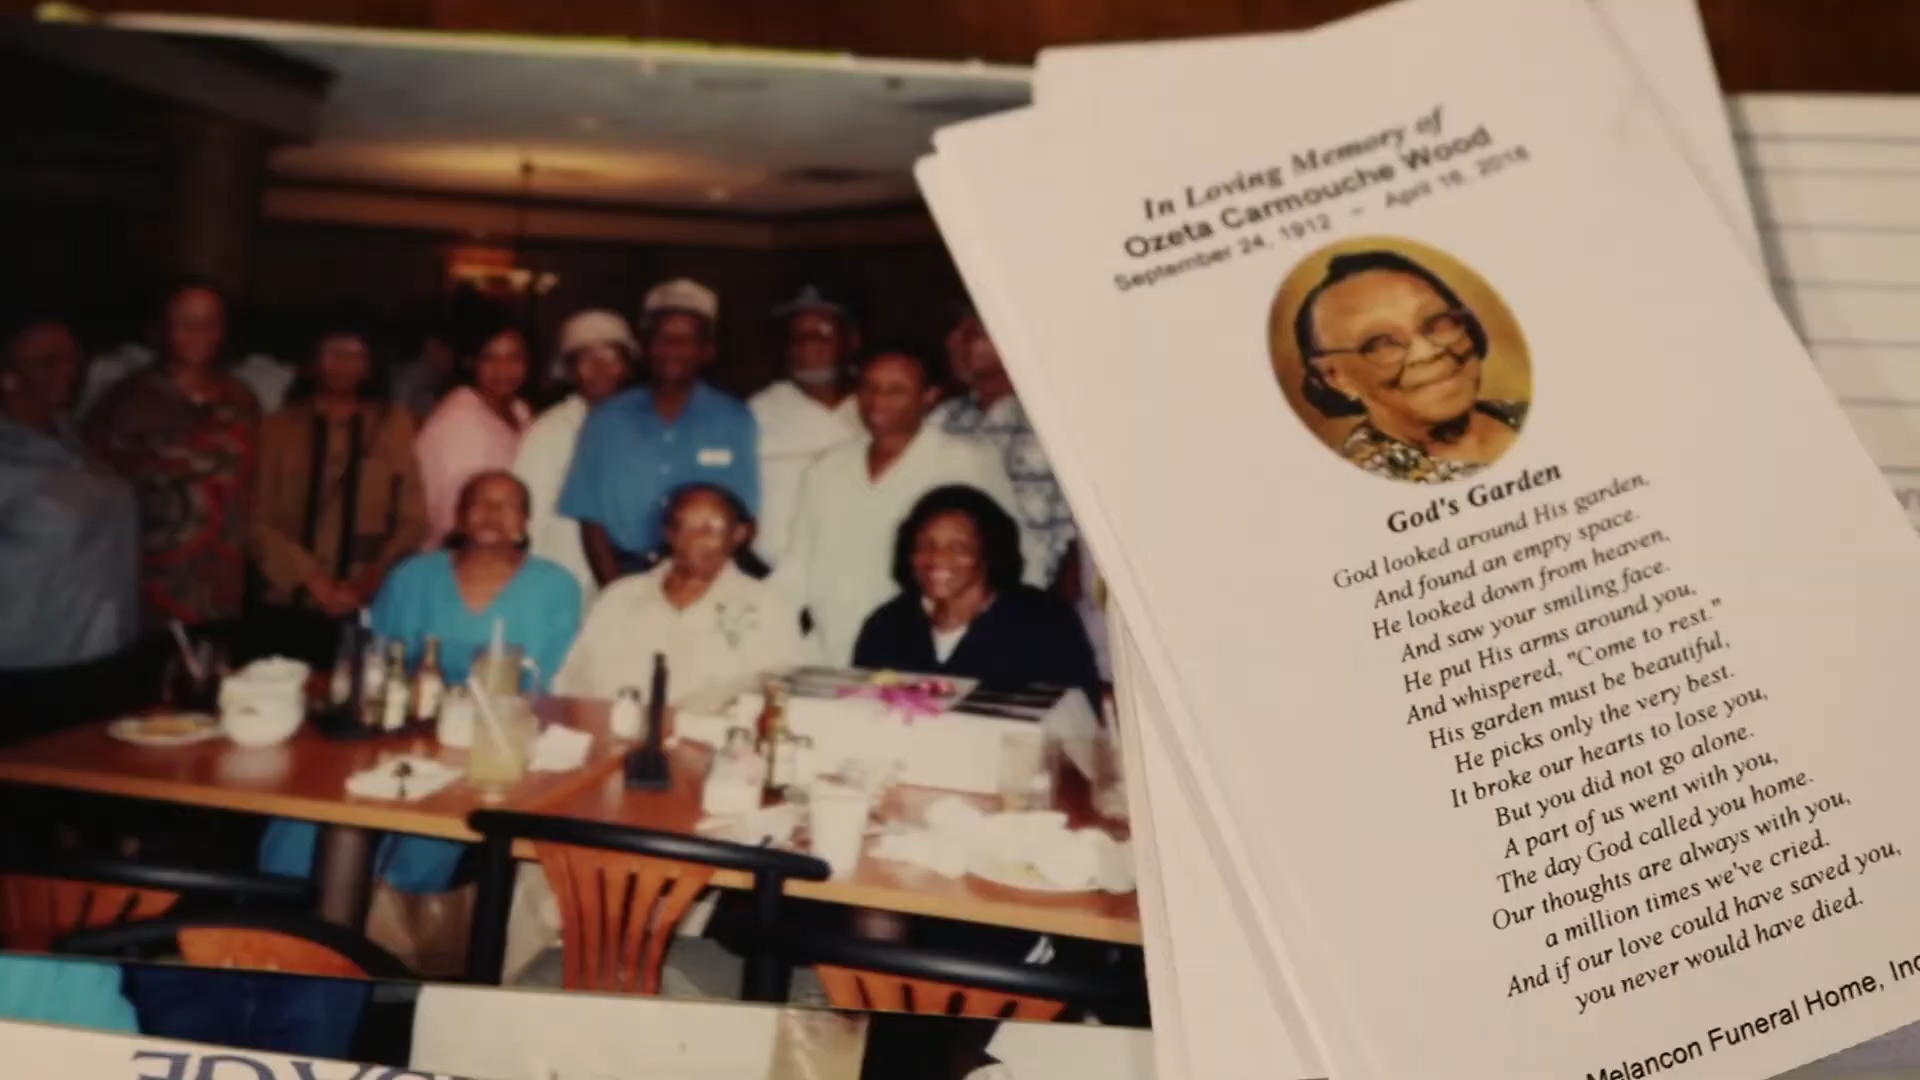 In Loving Memory of
Ozeta Carmouche Wood
September 24, 1912 - April 16, 2018
God's Garden
God looked around His garden,
And found an empty space.
He looked down from heaven,
And saw your smiling face.
He put His arms around you,
And whispered, "Come to rest."
His garden must be beautiful,
He picks only the very best.
It broke our hearts to lose you,
But you did not go alone.
A part of us went with you,
The day God called you home.
Our thoughts are always with you,
a million times we've cried.
And if our love could have saved you,
you never would have died.
Melancon Funeral Home, Inc